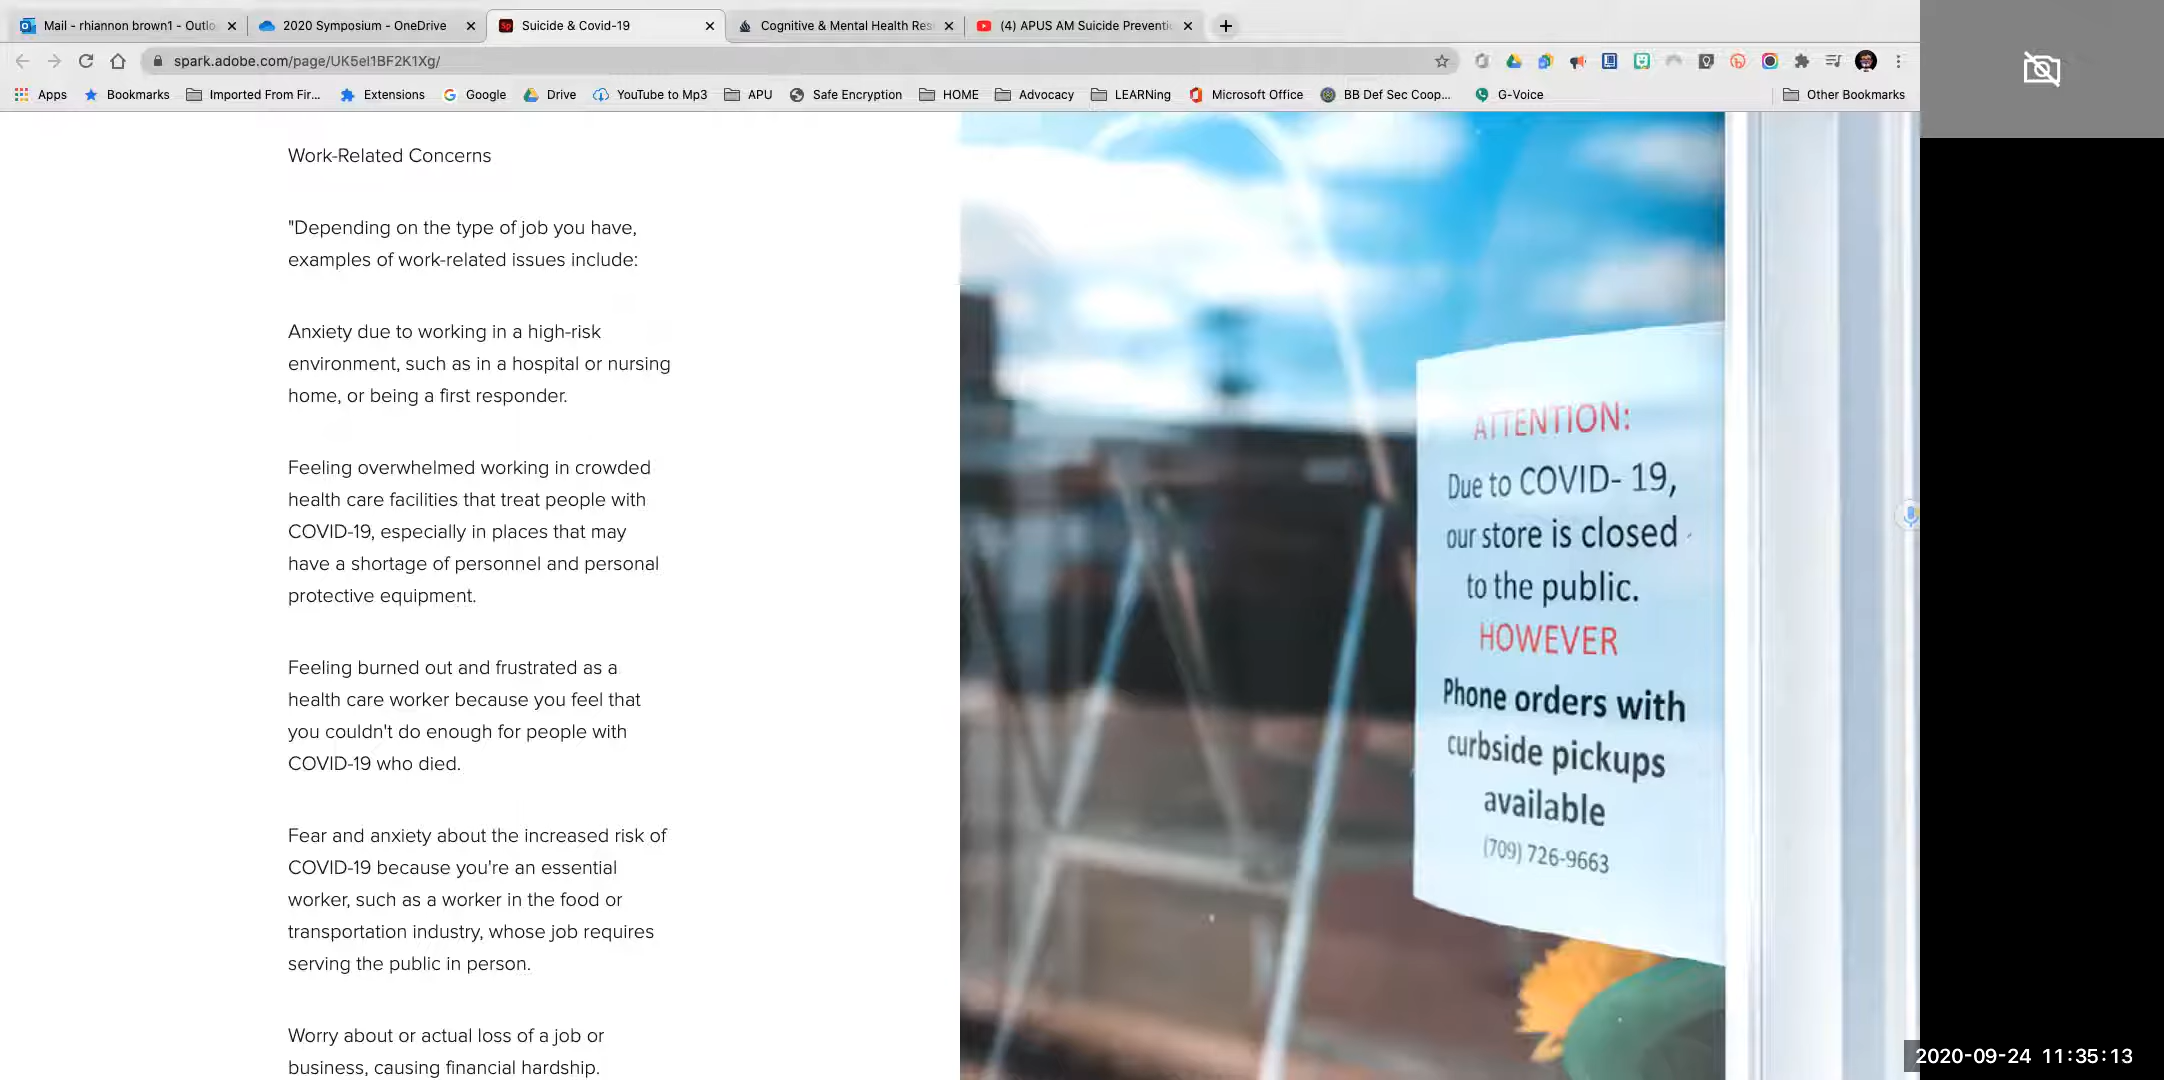 Mail - rhiannon brown1 - Outlo
2020 Symposium - OneDrive
Suicide & Covid-19
Cognitive & Mental Health Res
(4) APUS AM Suicide Preventi
spark.adobe.com/page/UK5eI1BF2K1Xg/
Apps
Bookmarks
Imported From Fir...
Extensions
Google
Drive
YouTube to Mp3
APU
Safe Encryption
HOME
Advocacy
LEARNing
Microsoft Office
BB Def Sec Coop...
G-Voice
Other Bookmarks
Work-Related Concerns
"Depending on the type of job you have,
examples of work-related issues include:
Anxiety due to working in a high-risk
environment, such as in a hospital or nursing
home, or being a first responder.
Feeling overwhelmed working in crowded
health care facilities that treat people with
COVID-19, especially in places that may
have a shortage of personnel and personal
protective equipment.
Feeling burned out and frustrated as a
health care worker because you feel that
you couldn't do enough for people with
COVID-19 who died.
Fear and anxiety about the increased risk of
COVID-19 because you're an essential
worker, such as a worker in the food or
transportation industry, whose job requires
serving the public in person.
Worry about or actual loss of a job or
business, causing financial hardship.
ATTENTION:
Due to COVID- 19,
our store is closed
to the public.
HOWEVER
Phone orders with
curbside pickups
available
(709) 726-9663
2020-09-24 11:35:13